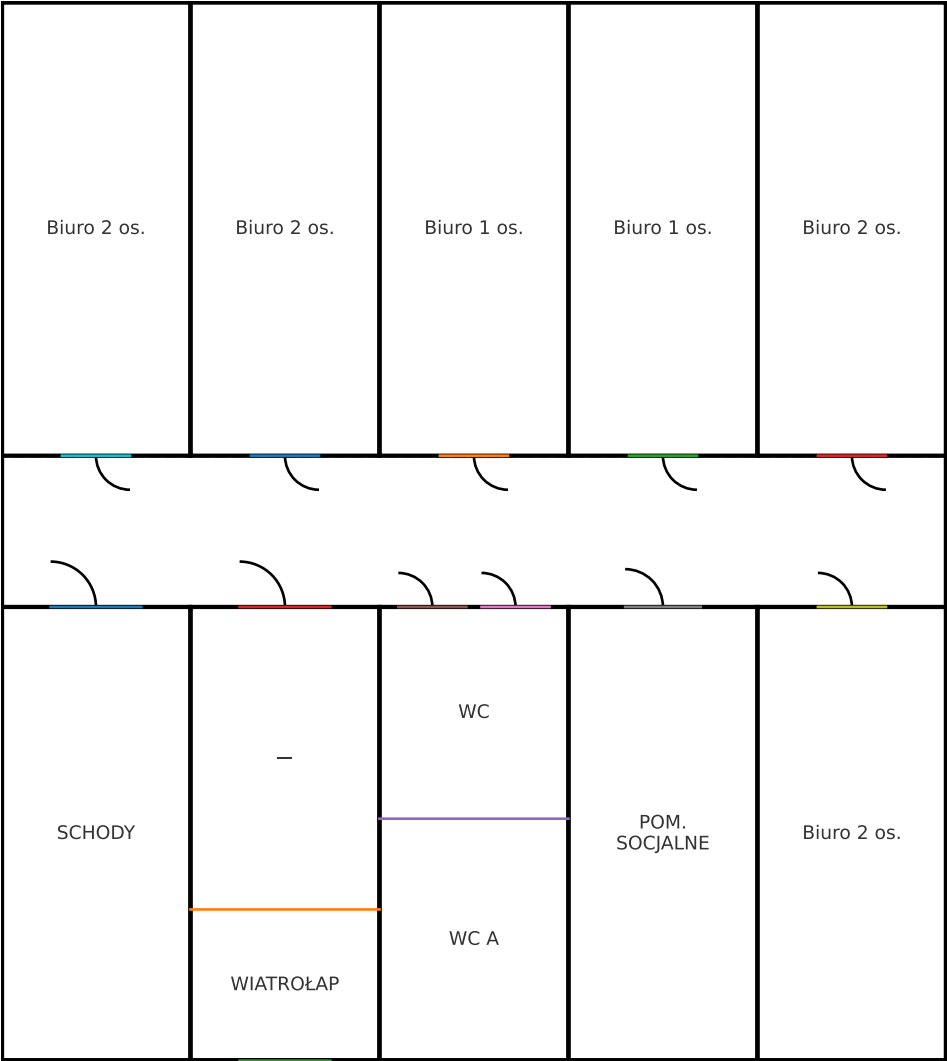 Biuro 2 os.
Biuro 2 os.
Biuro 1 os.
Biuro 1 os.
Biuro 2 os.
WC
—
SCHODY
POM.
SOCJALNE
Biuro 2 os.
WC A
WIATROŁAP